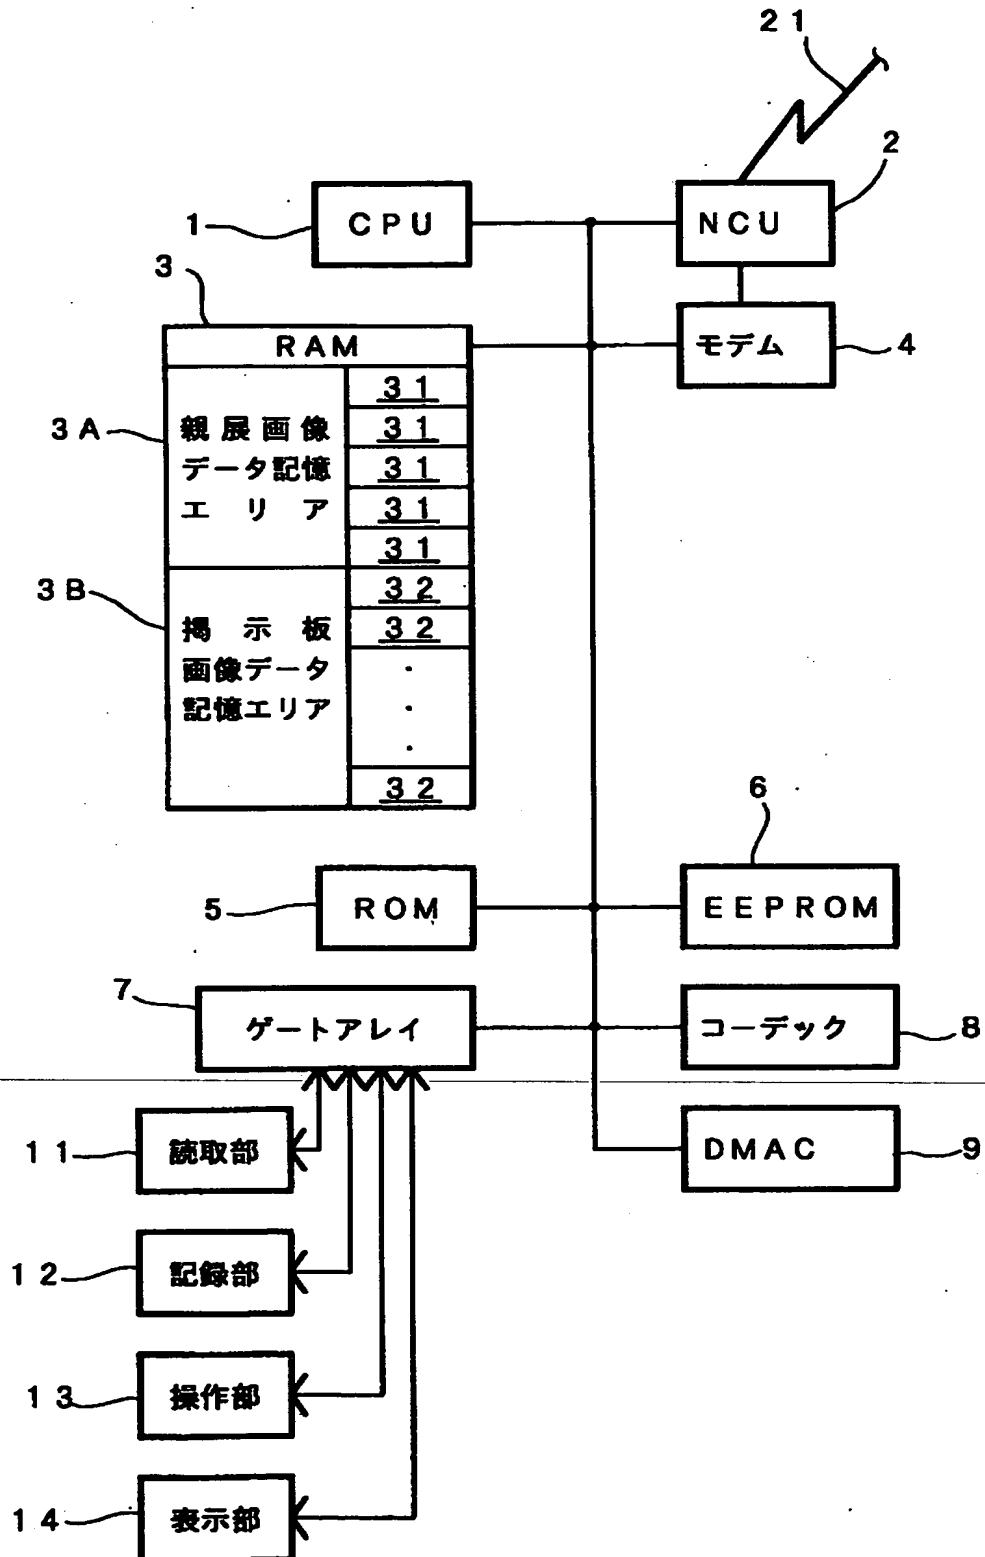 21
2
CPU
NCU
1
3
RAM
モデム
4
31
3A
親展画像
31
データ記憶
31
エリア
31
31
3B
32
掲示板
32
画像データ
・
記憶エリア
・
・
32
6
5
ROM
EEPROM
7
ゲートアレイ
コーデック
8
11
読取部
DMAC
9
12
記録部
13
操作部
14
表示部